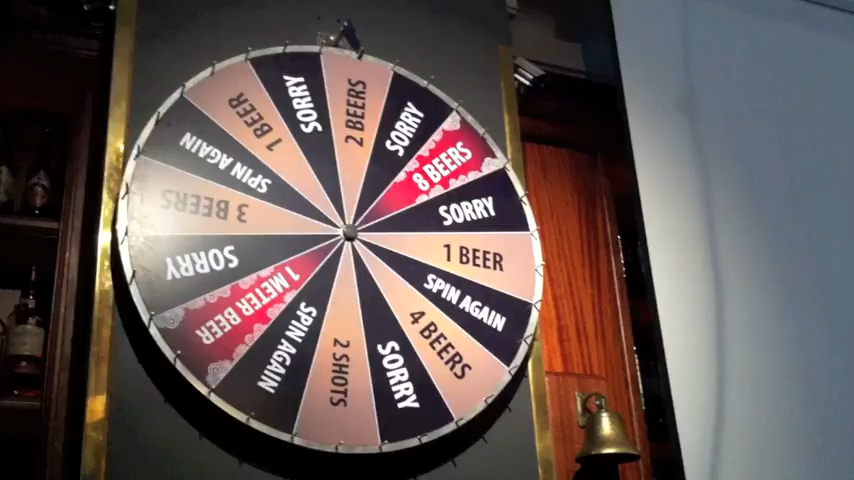 2 BEERS
SORRY
8 BEERS
SORRY
1 BEER
SPIN AGAIN
4 BEERS
SORRY
2 SHOTS
SPIN AGAIN
1 METER BEER
SORRY
3 BEERS
SPIN AGAIN
1 BEER
SORRY